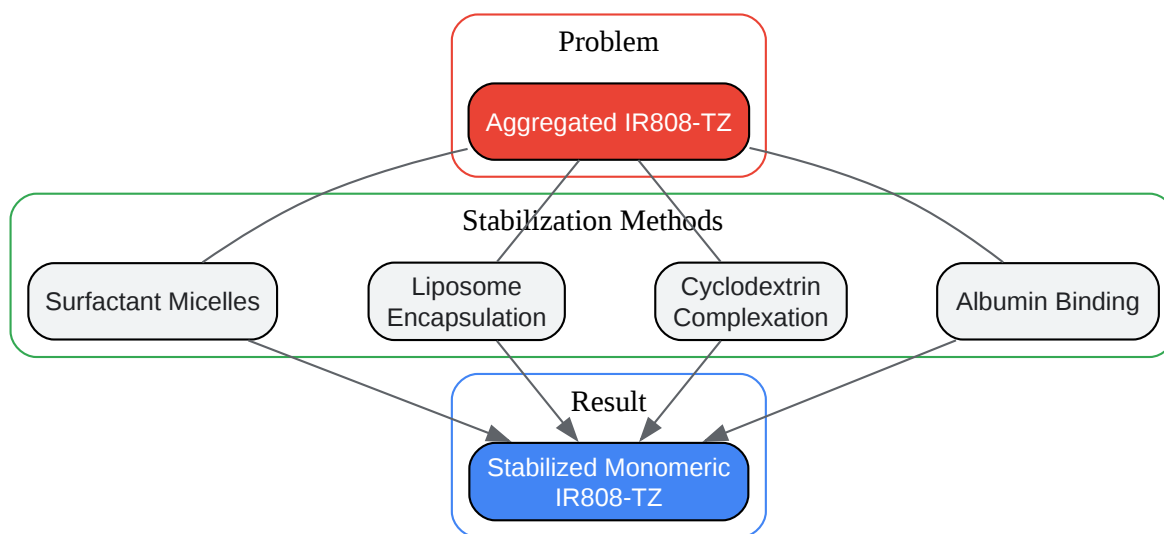 Problem
Aggregated IR808-TZ
Stabilization Methods
Surfactant Micelles
Liposome
Encapsulation
Cyclodextrin
Complexation
Albumin Binding
Result
Stabilized Monomeric
IR808-TZ